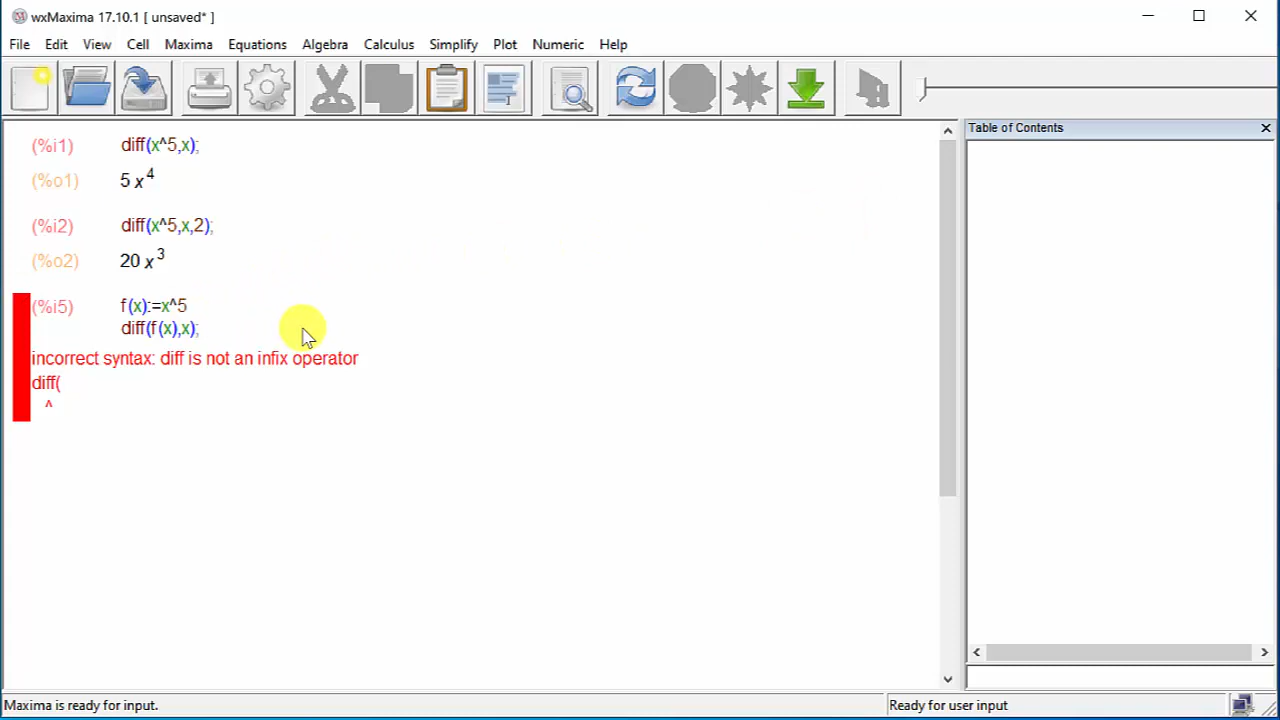 wxMaxima 17.10.1 [ unsaved* ]
File Edit View Cell Maxima Equations Algebra Calculus Simplify Plot Numeric Help
Table of Contents
(%i1) diff(x^5,x);
(%o1) 5 x^4
(%i2) diff(x^5,x,2);
(%o2) 20 x^3
(%i5) f(x):=x^5
diff(f(x),x);
incorrect syntax: diff is not an infix operator
diff(
^
Maxima is ready for input. Ready for user input